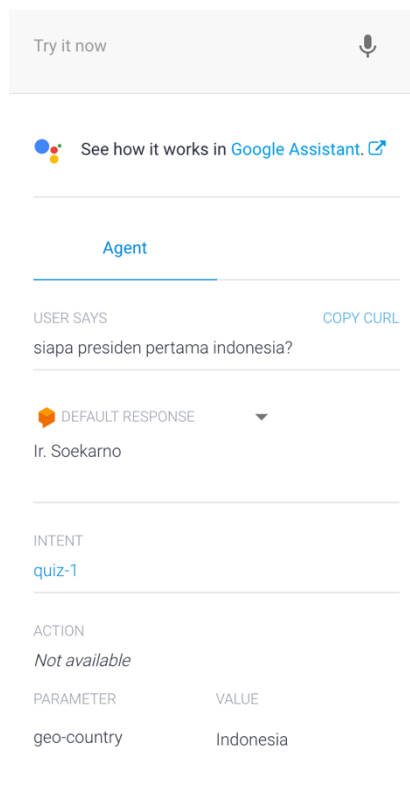 Try it now
See how it works in Google Assistant.
Agent
USER SAYS COPY CURL
siapa presiden pertama indonesia?
DEFAULT RESPONSE
Ir. Soekarno
INTENT
quiz-1
ACTION
Not available
PARAMETER VALUE
geo-country Indonesia